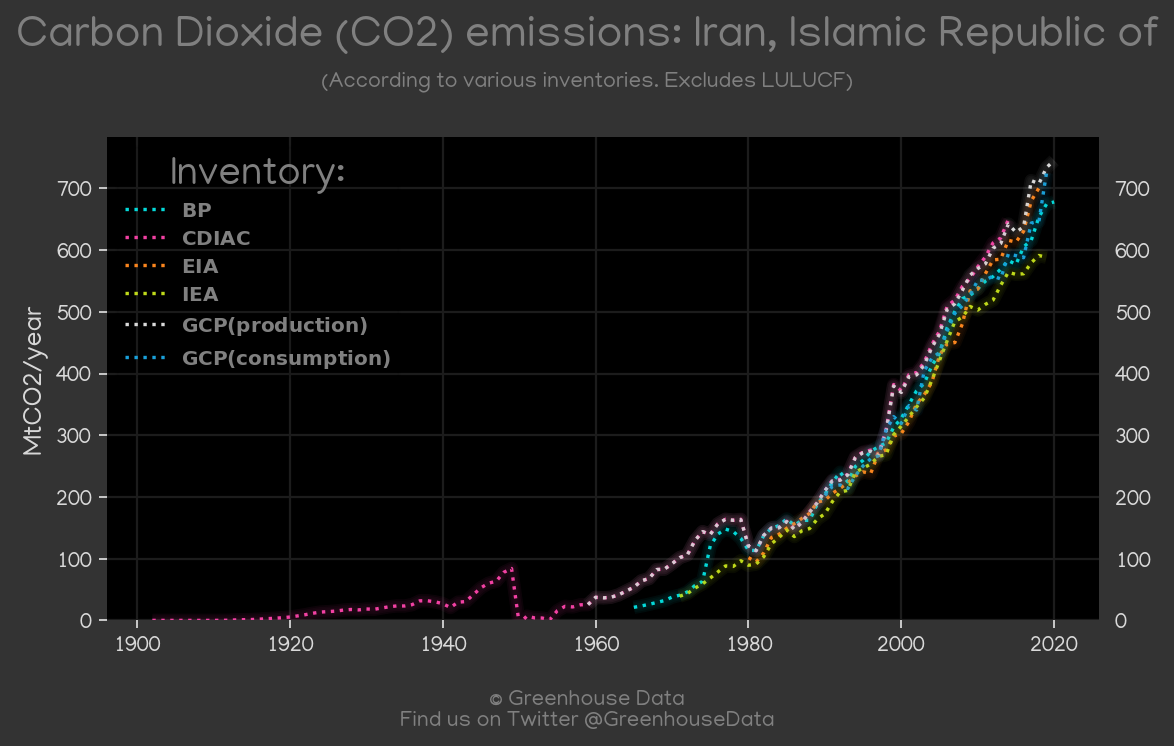 Carbon Dioxide (CO2) emissions: Iran, Islamic Republic of
(According to various inventories. Excludes LULUCF)
Inventory:
BP
CDIAC
EIA
IEA
GCP(production)
GCP(consumption)
MtCO2/year
700
600
500
400
300
200
100
0
700
600
500
400
300
200
100
0
1900 1920 1940 1960 1980 2000 2020
© Greenhouse Data
Find us on Twitter @GreenhouseData